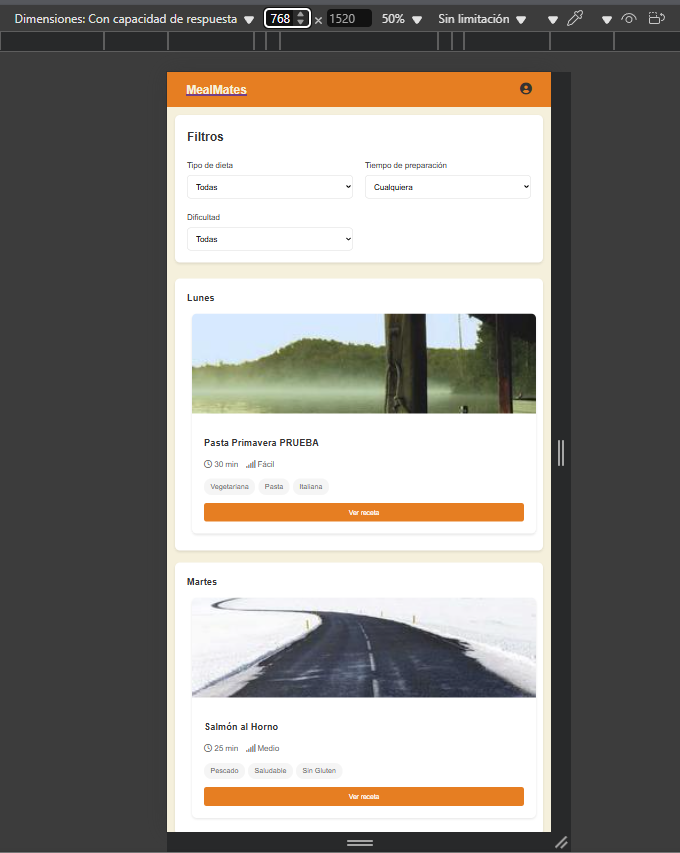 Dimensiones: Con capacidad de respuesta 768 × 1520 50% Sin limitación
MealMates
Filtros
Tipo de dieta Tiempo de preparación
Todas Cualquiera
Dificultad
Todas
Lunes
Pasta Primavera PRUEBA
30 min Fácil
Vegetariana Pasta Italiana
Ver receta
Martes
Salmón al Horno
25 min Medio
Pescado Saludable Sin Gluten
Ver receta